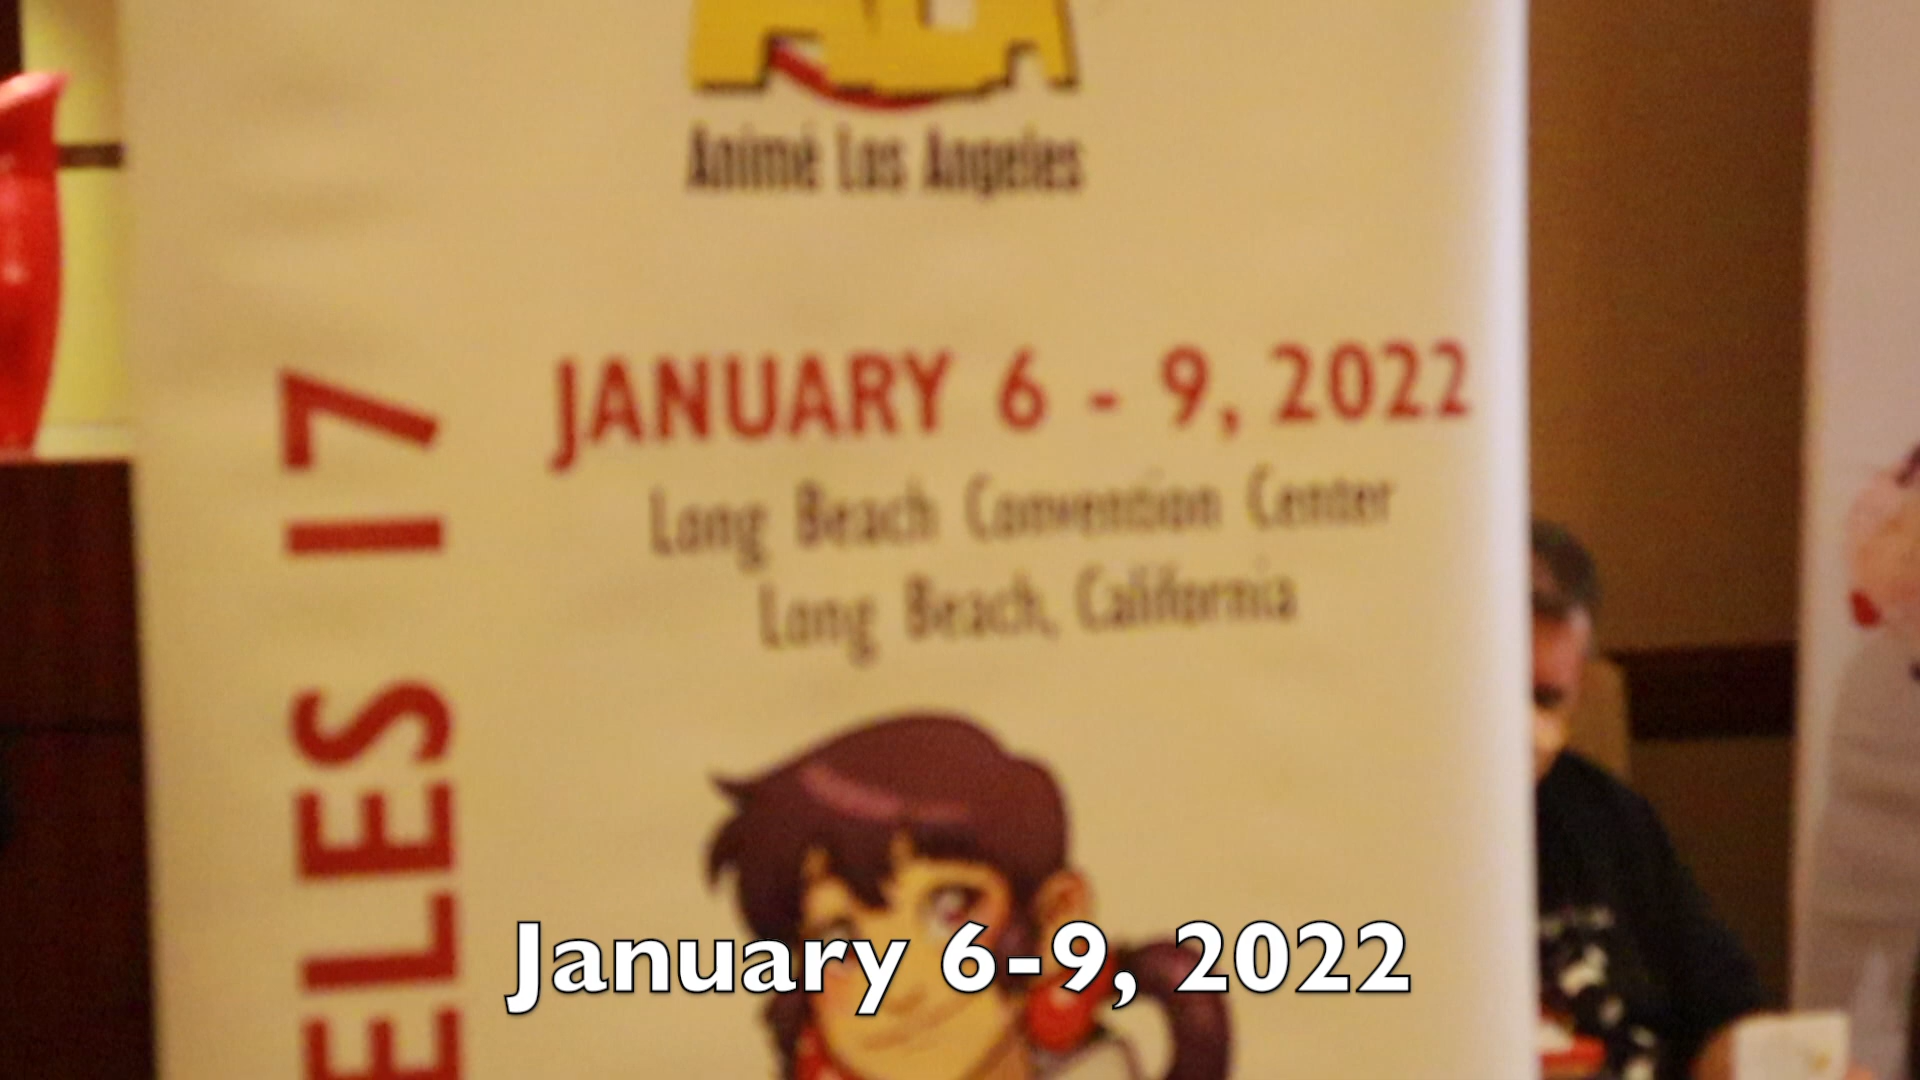 ALA
Animé Los Angeles
JANUARY 6 - 9, 2022
Long Beach Convention Center
Long Beach, California
ELES 17
January 6-9, 2022